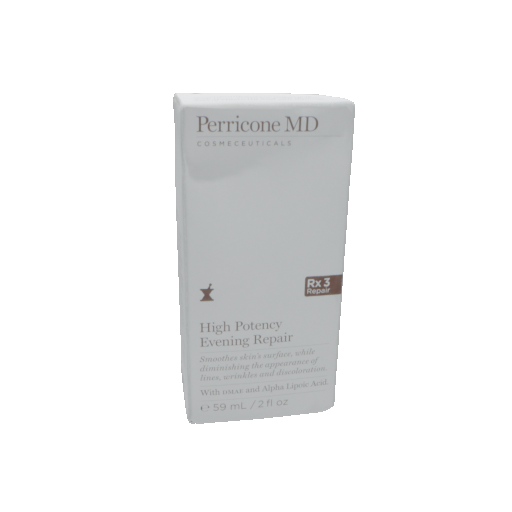 Perricone MD
COSMECEUTICALS
Rx 3
Repair
High Potency
Evening Repair
Smoothes skin's surface, while
diminishing the appearance of
lines, wrinkles and discoloration.
With DMAE and Alpha Lipoic Acid
59 mL / 2 fl oz